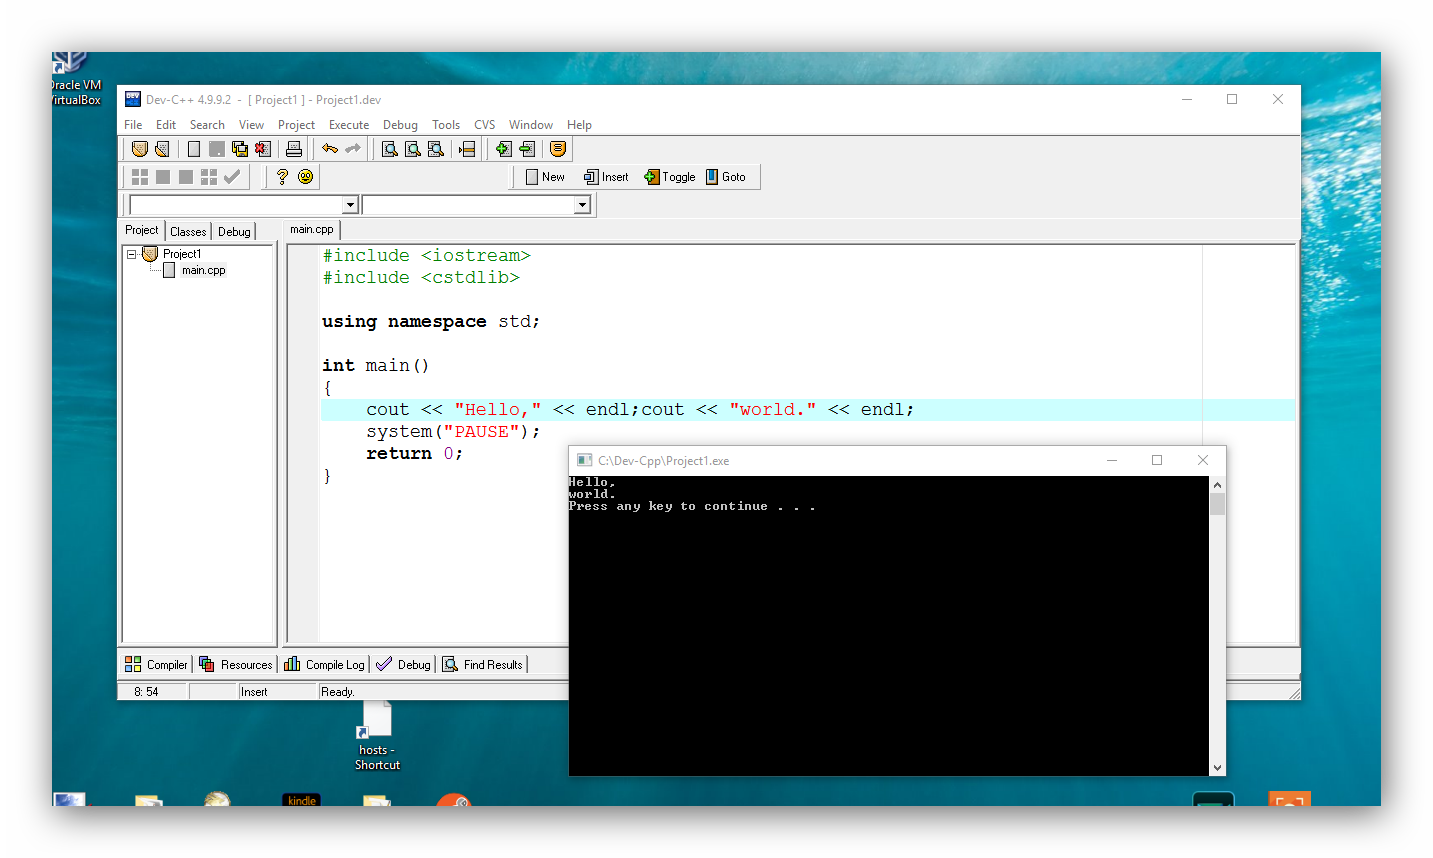 Oracle VM
VirtualBox
Dev-C++ 4.9.9.2 - [ Project1 ] - Project1.dev
File Edit Search View Project Execute Debug Tools CVS Window Help
New Insert Toggle Goto
Project Classes Debug main.cpp
Project1
main.cpp
#include <iostream>
#include <cstdlib>
using namespace std;
int main()
{
cout << "Hello," << endl;cout << "world." << endl;
system("PAUSE");
return 0;
}
C:\Dev-Cpp\Project1.exe
Hello,
world.
Press any key to continue . . .
Compiler Resources Compile Log Debug Find Results
8: 54 Insert Ready.
hosts -
Shortcut
kindle